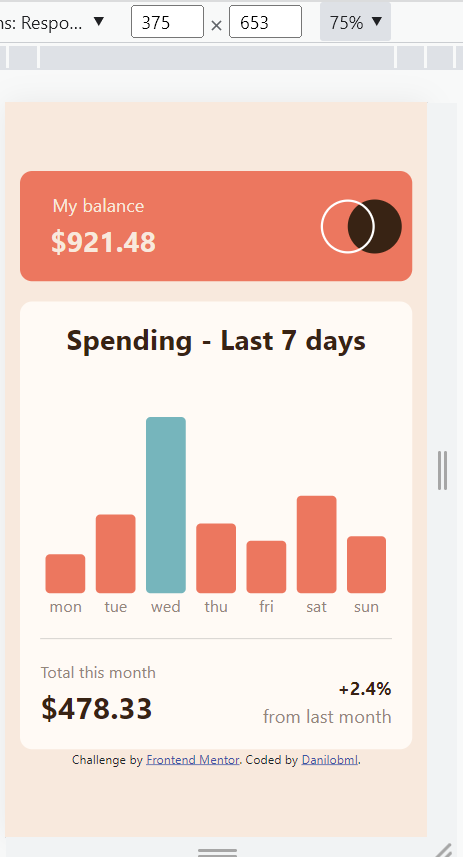 ns: Respo... ▼ 375 × 653 75% ▼
My balance
$921.48
Spending - Last 7 days
mon tue wed thu fri sat sun
Total this month
$478.33
+2.4%
from last month
Challenge by Frontend Mentor. Coded by Danilobml.